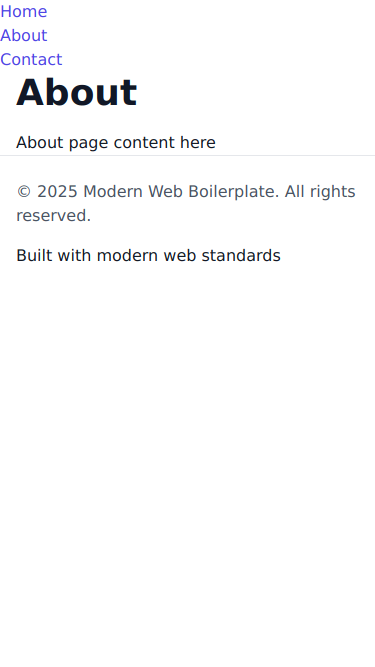 Home
About
Contact
About
About page content here
© 2025 Modern Web Boilerplate. All rights
reserved.
Built with modern web standards